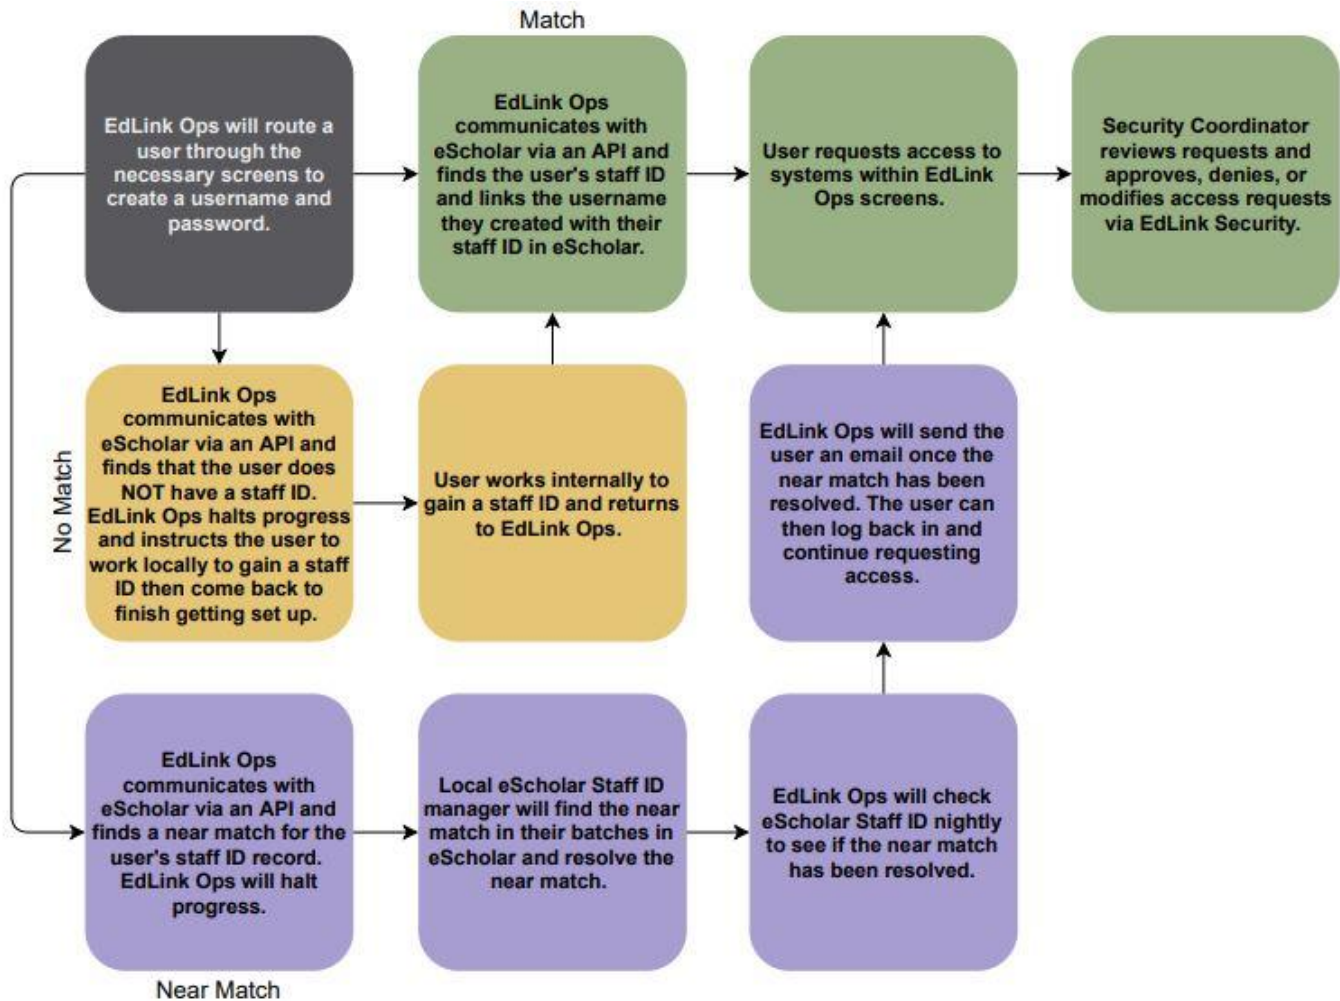 Match
EdLink Ops will route a
user through the
necessary screens to
create a username and
password.
EdLink Ops
communicates with
eScholar via an API and
finds the user's staff ID
and links the username
they created with their
staff ID in eScholar.
User requests access to
systems within EdLink
Ops screens.
Security Coordinator
reviews requests and
approves, denies, or
modifies access requests
via EdLink Security.
No Match
EdLink Ops
communicates with
eScholar via an API and
finds that the user does
NOT have a staff ID.
EdLink Ops halts progress
and instructs the user to
work locally to gain a staff
ID then come back to
finish getting set up.
User works internally to
gain a staff ID and returns
to EdLink Ops.
EdLink Ops will send the
user an email once the
near match has been
resolved. The user can
then log back in and
continue requesting
access.
EdLink Ops
communicates with
eScholar via an API and
finds a near match for the
user's staff ID record.
EdLink Ops will halt
progress.
Local eScholar Staff ID
manager will find the near
match in their batches in
eScholar and resolve the
near match.
EdLink Ops will check
eScholar Staff ID nightly
to see if the near match
has been resolved.
Near Match